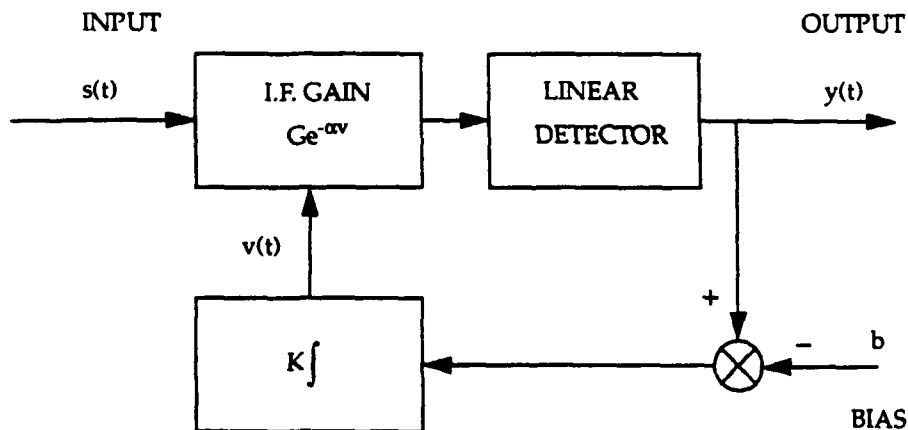 INPUT
OUTPUT
s(t)
I.F. GAIN
Ge^-αv
LINEAR
DETECTOR
y(t)
v(t)
+
K∫
−
b
BIAS